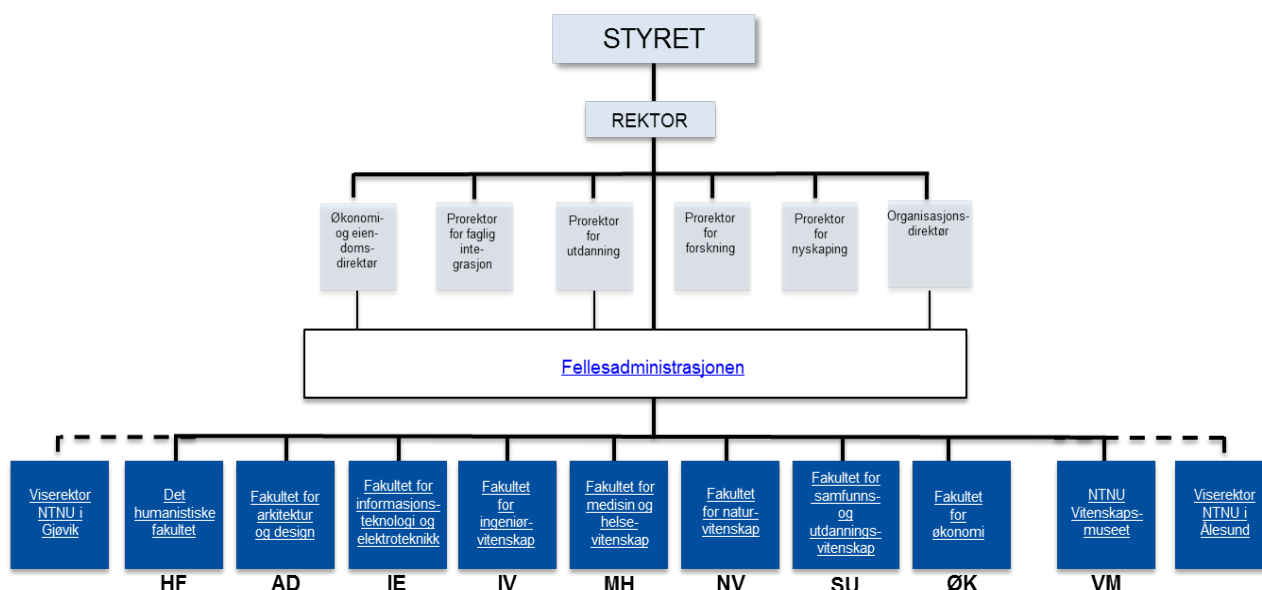 STYRET
REKTOR
Økonomi-
og eien-
doms-
direktør
Prorektor
for faglig
inte-
grasjon
Prorektor
for
utdanning
Prorektor
for
forskning
Prorektor
for
nyskaping
Organisasjons-
direktør
Fellesadministrasjonen
Viserektor
NTNU i
Gjøvik
Det
humanistiske
fakultet
Fakultet for
arkitektur
og design
Fakultet for
informasjons-
teknologi og
elektroteknikk
Fakultet
for
ingeniør-
vitenskap
Fakultet for
medisin og
helse-
vitenskap
Fakultet
for natur-
vitenskap
Fakultet for
samfunns-
og
utdannings-
vitenskap
Fakultet
for
økonomi
NTNU
Vitenskaps-
museet
Viserektor
NTNU i
Ålesund
HF AD IE IV MH NV SU ØK VM